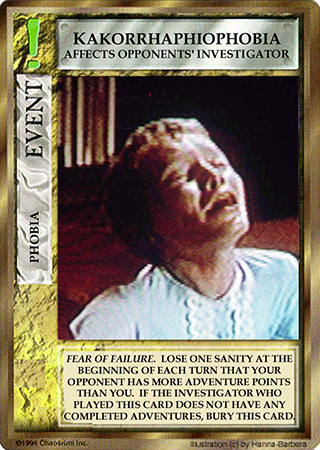 KAKORRHAPHIOPHOBIA
AFFECTS OPPONENTS' INVESTIGATOR
EVENT
PHOBIA
FEAR OF FAILURE. LOSE ONE SANITY AT THE
BEGINNING OF EACH TURN THAT YOUR
OPPONENT HAS MORE ADVENTURE POINTS
THAN YOU. IF THE INVESTIGATOR WHO
PLAYED THIS CARD DOES NOT HAVE ANY
COMPLETED ADVENTURES, BURY THIS CARD.
©1996 Chaosium Inc.
Illustration (c) by Hanna-Barbera